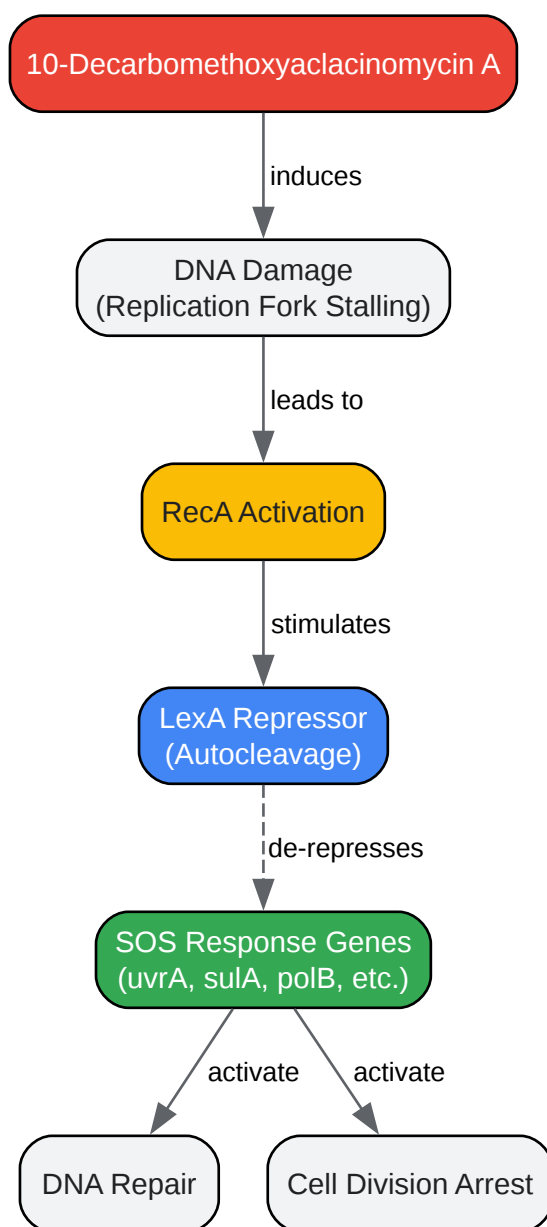 10-Decarbomethoxyaclacinomycin A
induces
DNA Damage
(Replication Fork Stalling)
leads to
RecA Activation
stimulates
LexA Repressor
(Autocleavage)
de-represses
SOS Response Genes
(uvrA, sulA, polB, etc.)
activate
activate
DNA Repair
Cell Division Arrest